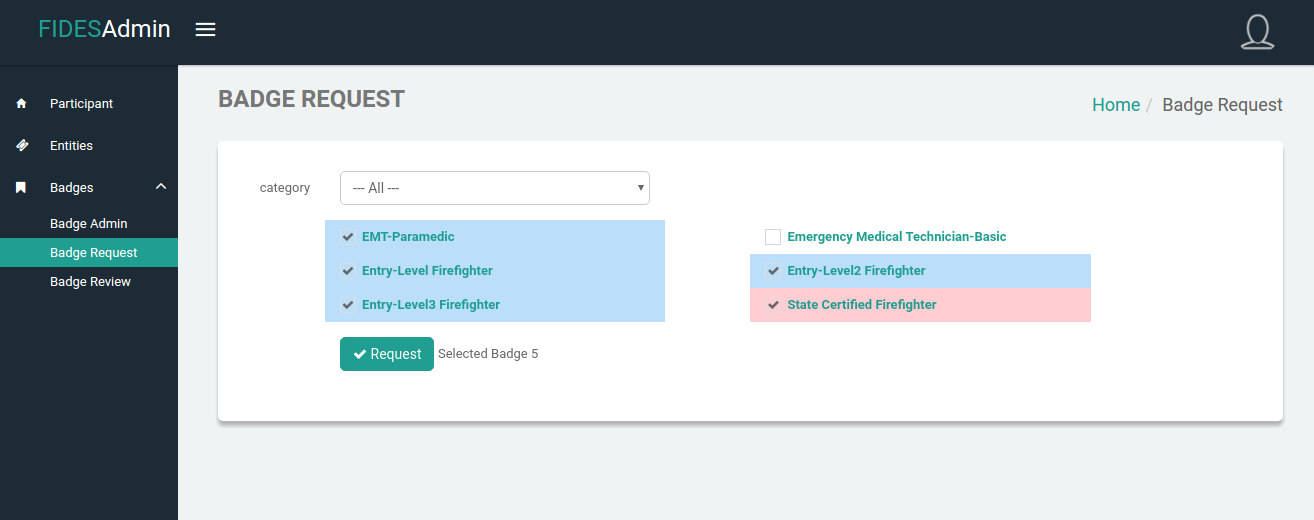 FIDESAdmin
Participant
Entities
Badges
Badge Admin
Badge Request
Badge Review
BADGE REQUEST
Home / Badge Request
category --- All ---
EMT-Paramedic Emergency Medical Technician-Basic
Entry-Level Firefighter Entry-Level2 Firefighter
Entry-Level3 Firefighter State Certified Firefighter
Request Selected Badge 5